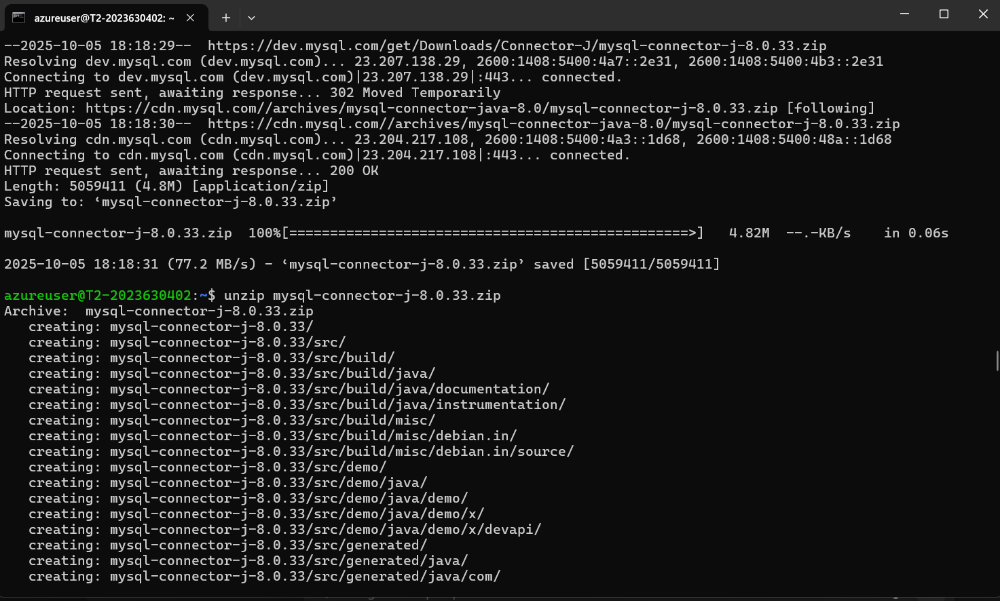 azureuser@T2-2023630402: ~
--2025-10-05 18:18:29--  https://dev.mysql.com/get/Downloads/Connector-J/mysql-connector-j-8.0.33.zip
Resolving dev.mysql.com (dev.mysql.com)... 23.207.138.29, 2600:1408:5400:4a7::2e31, 2600:1408:5400:4b3::2e31
Connecting to dev.mysql.com (dev.mysql.com)|23.207.138.29|:443... connected.
HTTP request sent, awaiting response... 302 Moved Temporarily
Location: https://cdn.mysql.com//archives/mysql-connector-java-8.0/mysql-connector-j-8.0.33.zip [following]
--2025-10-05 18:18:30--  https://cdn.mysql.com//archives/mysql-connector-java-8.0/mysql-connector-j-8.0.33.zip
Resolving cdn.mysql.com (cdn.mysql.com)... 23.204.217.108, 2600:1408:5400:4a3::1d68, 2600:1408:5400:48a::1d68
Connecting to cdn.mysql.com (cdn.mysql.com)|23.204.217.108|:443... connected.
HTTP request sent, awaiting response... 200 OK
Length: 5059411 (4.8M) [application/zip]
Saving to: ‘mysql-connector-j-8.0.33.zip’
mysql-connector-j-8.0.33.zip  100%[=================================================>]   4.82M  --.-KB/s    in 0.06s
2025-10-05 18:18:31 (77.2 MB/s) - ‘mysql-connector-j-8.0.33.zip’ saved [5059411/5059411]
azureuser@T2-2023630402:~$ unzip mysql-connector-j-8.0.33.zip
Archive:  mysql-connector-j-8.0.33.zip
   creating: mysql-connector-j-8.0.33/
   creating: mysql-connector-j-8.0.33/src/
   creating: mysql-connector-j-8.0.33/src/build/
   creating: mysql-connector-j-8.0.33/src/build/java/
   creating: mysql-connector-j-8.0.33/src/build/java/documentation/
   creating: mysql-connector-j-8.0.33/src/build/java/instrumentation/
   creating: mysql-connector-j-8.0.33/src/build/misc/
   creating: mysql-connector-j-8.0.33/src/build/misc/debian.in/
   creating: mysql-connector-j-8.0.33/src/build/misc/debian.in/source/
   creating: mysql-connector-j-8.0.33/src/demo/
   creating: mysql-connector-j-8.0.33/src/demo/java/
   creating: mysql-connector-j-8.0.33/src/demo/java/demo/
   creating: mysql-connector-j-8.0.33/src/demo/java/demo/x/
   creating: mysql-connector-j-8.0.33/src/demo/java/demo/x/devapi/
   creating: mysql-connector-j-8.0.33/src/generated/
   creating: mysql-connector-j-8.0.33/src/generated/java/
   creating: mysql-connector-j-8.0.33/src/generated/java/com/